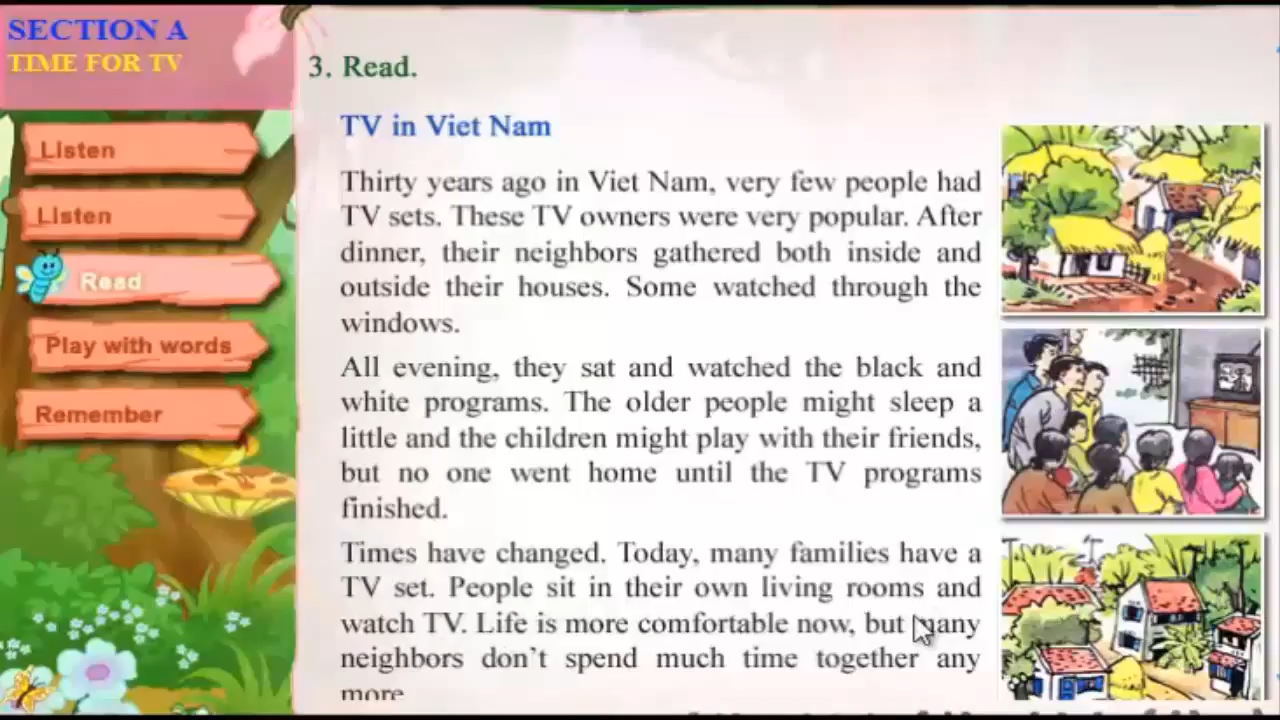 SECTION A
TIME FOR TV
Listen
Listen
Read
Play with words
Remember
3. Read.
TV in Viet Nam
Thirty years ago in Viet Nam, very few people had
TV sets. These TV owners were very popular. After
dinner, their neighbors gathered both inside and
outside their houses. Some watched through the
windows.
All evening, they sat and watched the black and
white programs. The older people might sleep a
little and the children might play with their friends,
but no one went home until the TV programs
finished.
Times have changed. Today, many families have a
TV set. People sit in their own living rooms and
watch TV. Life is more comfortable now, but many
neighbors don't spend much time together any
more